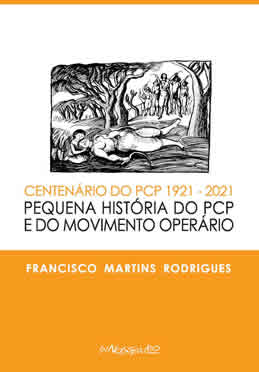 CENTENÁRIO DO PCP 1921 - 2021
PEQUENA HISTÓRIA DO PCP
E DO MOVIMENTO OPERÁRIO
FRANCISCO MARTINS RODRIGUES